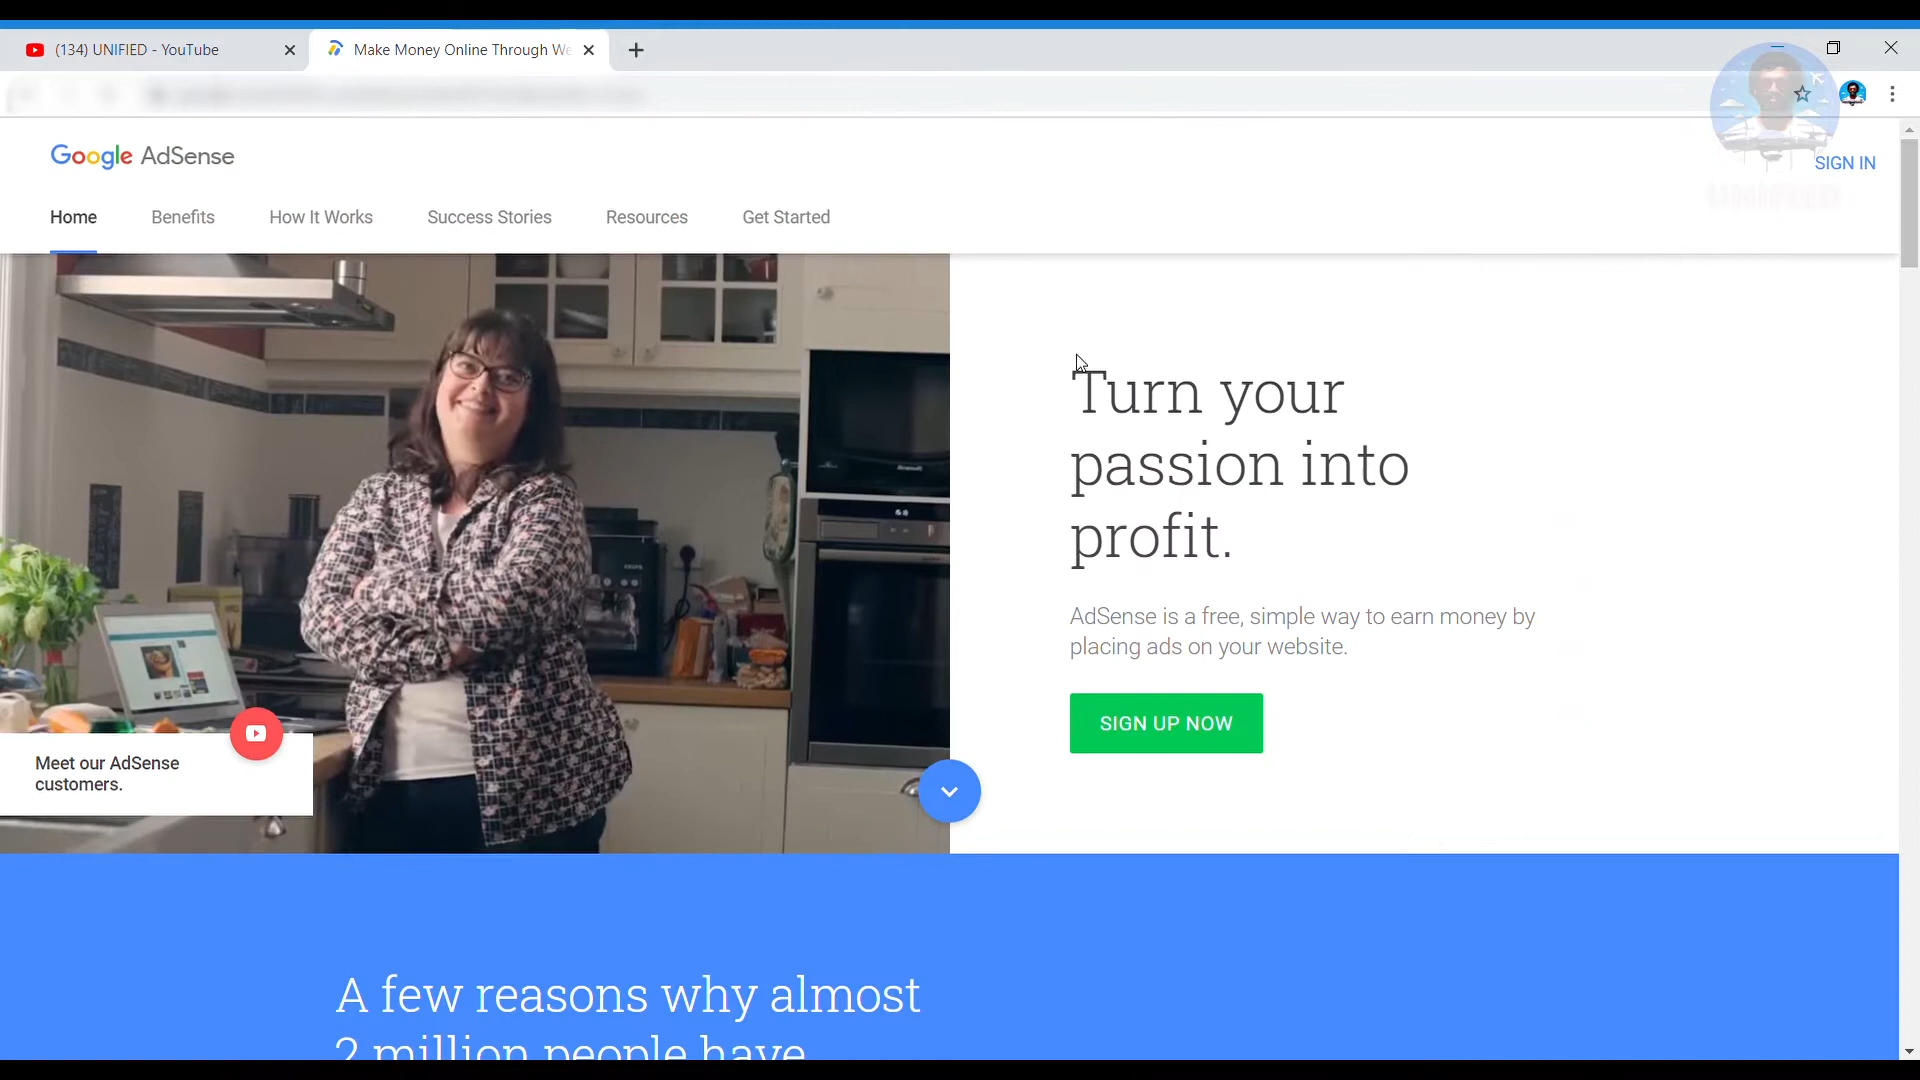 (134) UNIFIED - YouTube
Make Money Online Through We
Google AdSense
SIGN IN
Home
Benefits
How It Works
Success Stories
Resources
Get Started
Turn your
passion into
profit.
AdSense is a free, simple way to earn money by
placing ads on your website.
SIGN UP NOW
Meet our AdSense
customers.
A few reasons why almost
2 million people have
UNIFIED